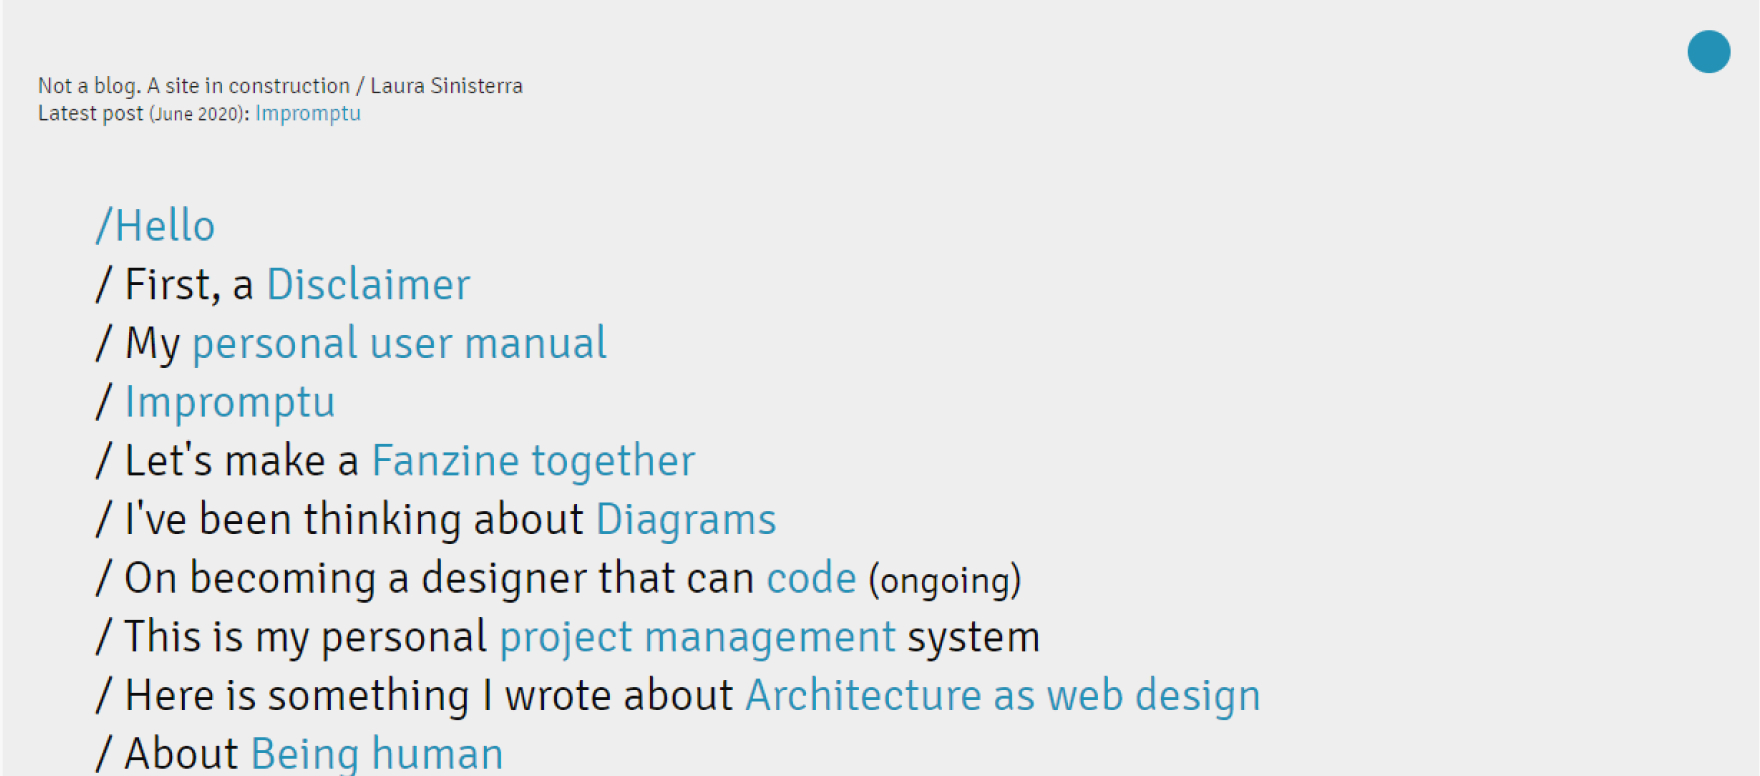 Not a blog. A site in construction / Laura Sinisterra
Latest post (June 2020): Impromptu
/Hello
/ First, a Disclaimer
/ My personal user manual
/ Impromptu
/ Let's make a Fanzine together
/ I've been thinking about Diagrams
/ On becoming a designer that can code (ongoing)
/ This is my personal project management system
/ Here is something I wrote about Architecture as web design
/ About Being human